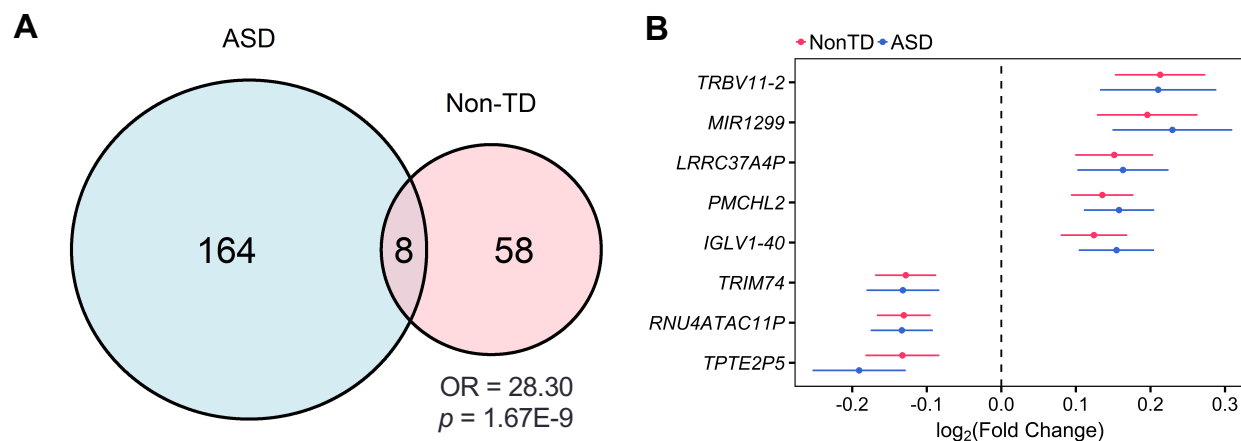 A
ASD
Non-TD
164
8
58
OR = 28.30
p = 1.67E-9
B
NonTD ASD
TRBV11-2
MIR1299
LRRC37A4P
PMCHL2
IGLV1-40
TRIM74
RNU4ATAC11P
TPTE2P5
-0.2 -0.1 0.0 0.1 0.2 0.3
log₂(Fold Change)